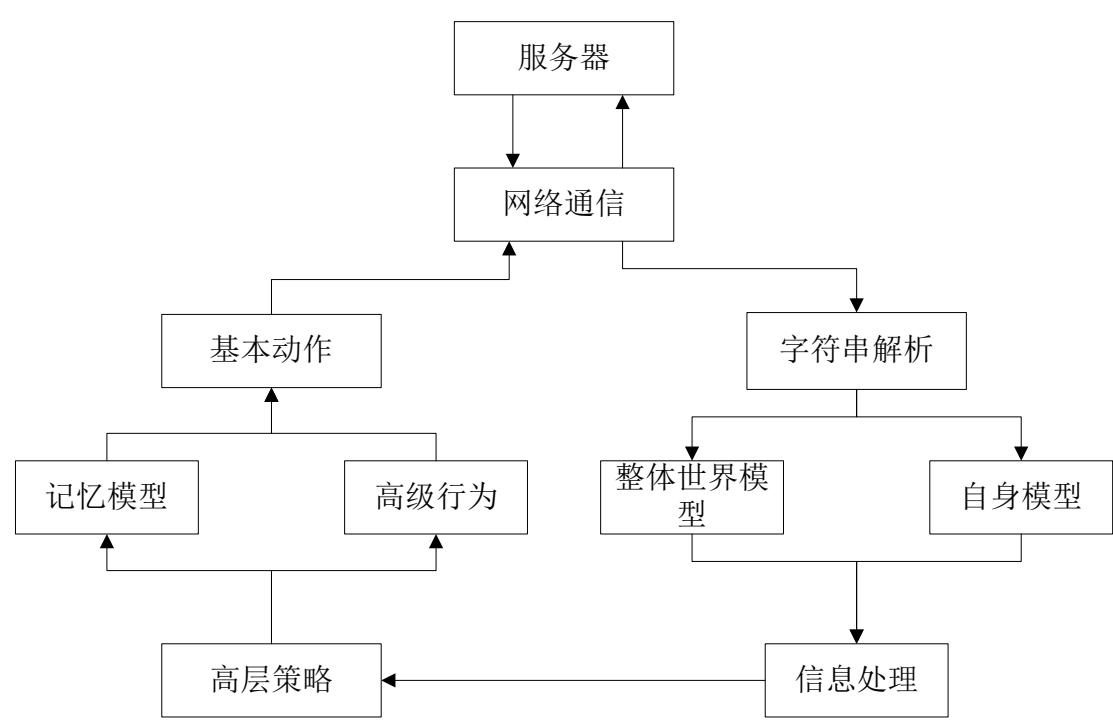 服务器
网络通信
基本动作
字符串解析
记忆模型
高级行为
整体世界模
型
自身模型
高层策略
信息处理